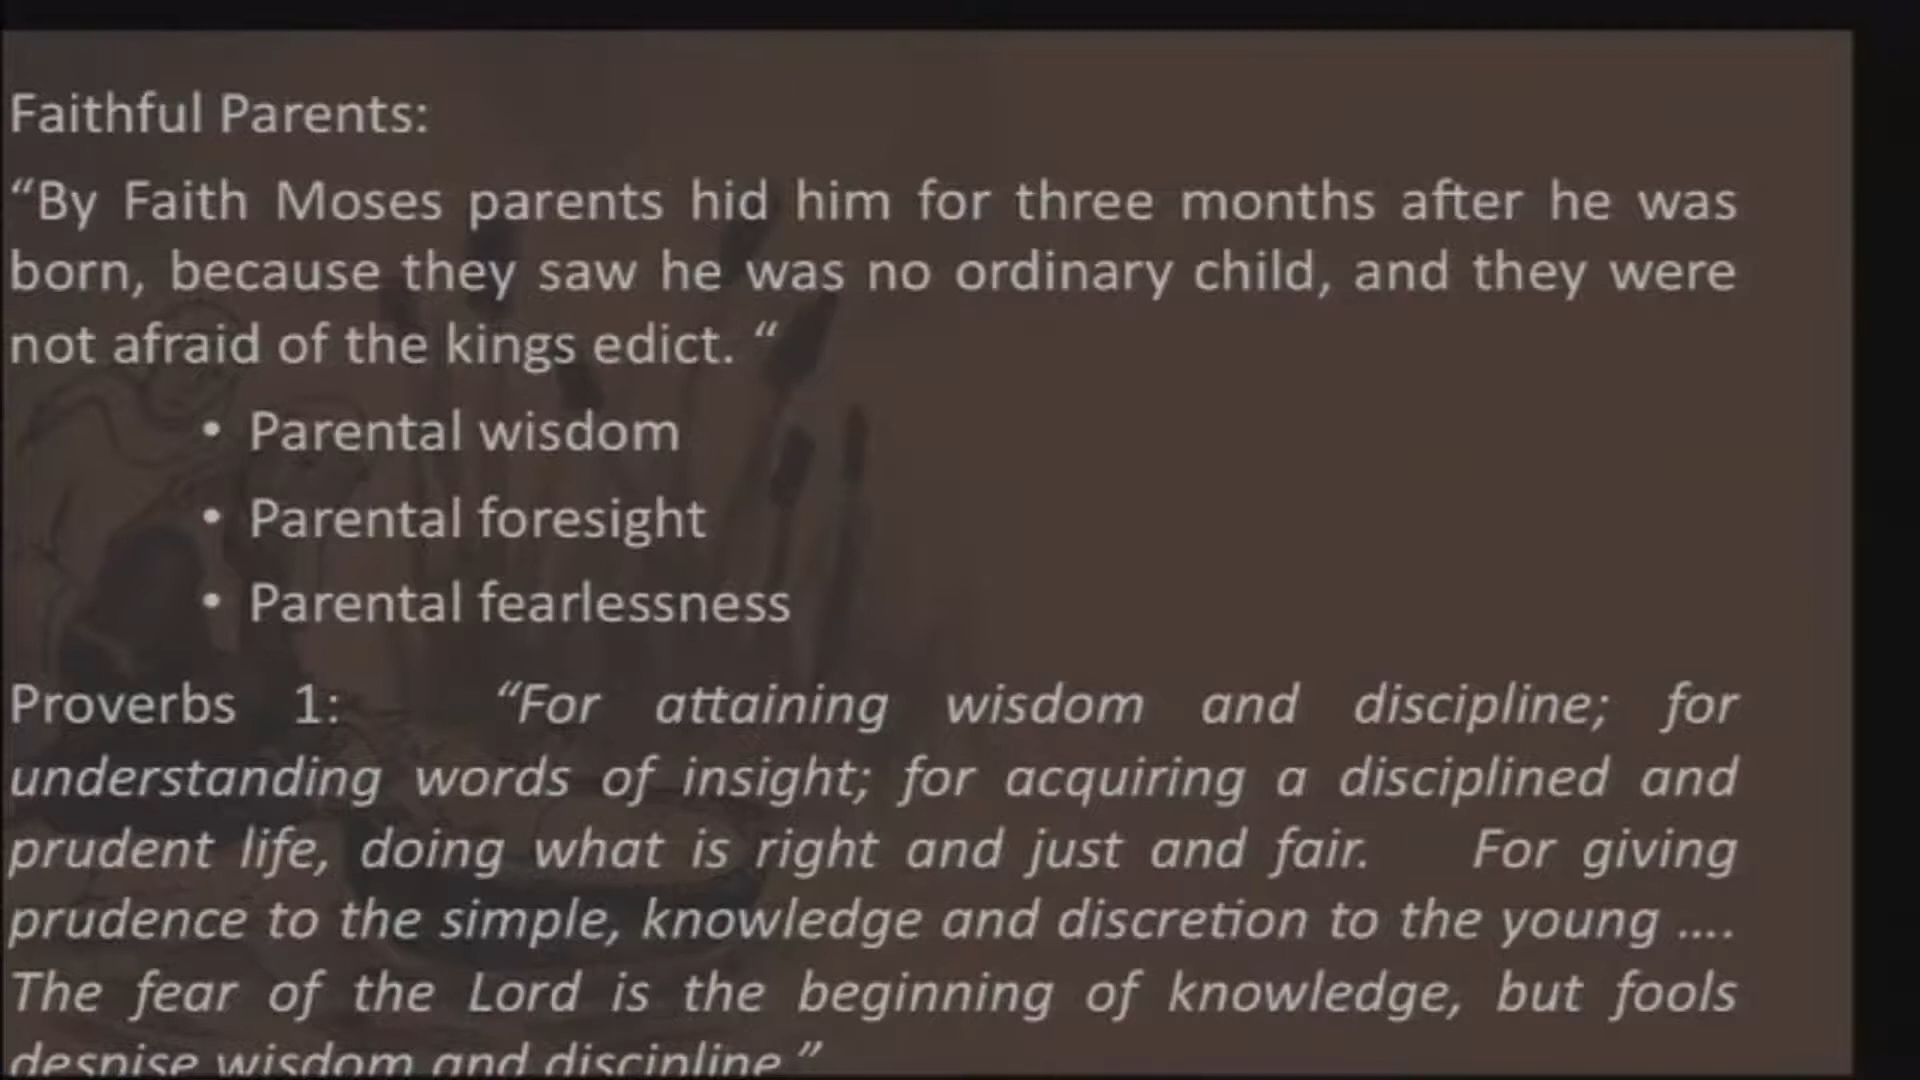 Faithful Parents:
“By Faith Moses parents hid him for three months after he was
born, because they saw he was no ordinary child, and they were
not afraid of the kings edict. “
• Parental wisdom
• Parental foresight
• Parental fearlessness
Proverbs 1: “For attaining wisdom and discipline; for
understanding words of insight; for acquiring a disciplined and
prudent life, doing what is right and just and fair. For giving
prudence to the simple, knowledge and discretion to the young ....
The fear of the Lord is the beginning of knowledge, but fools
despise wisdom and discipline.”